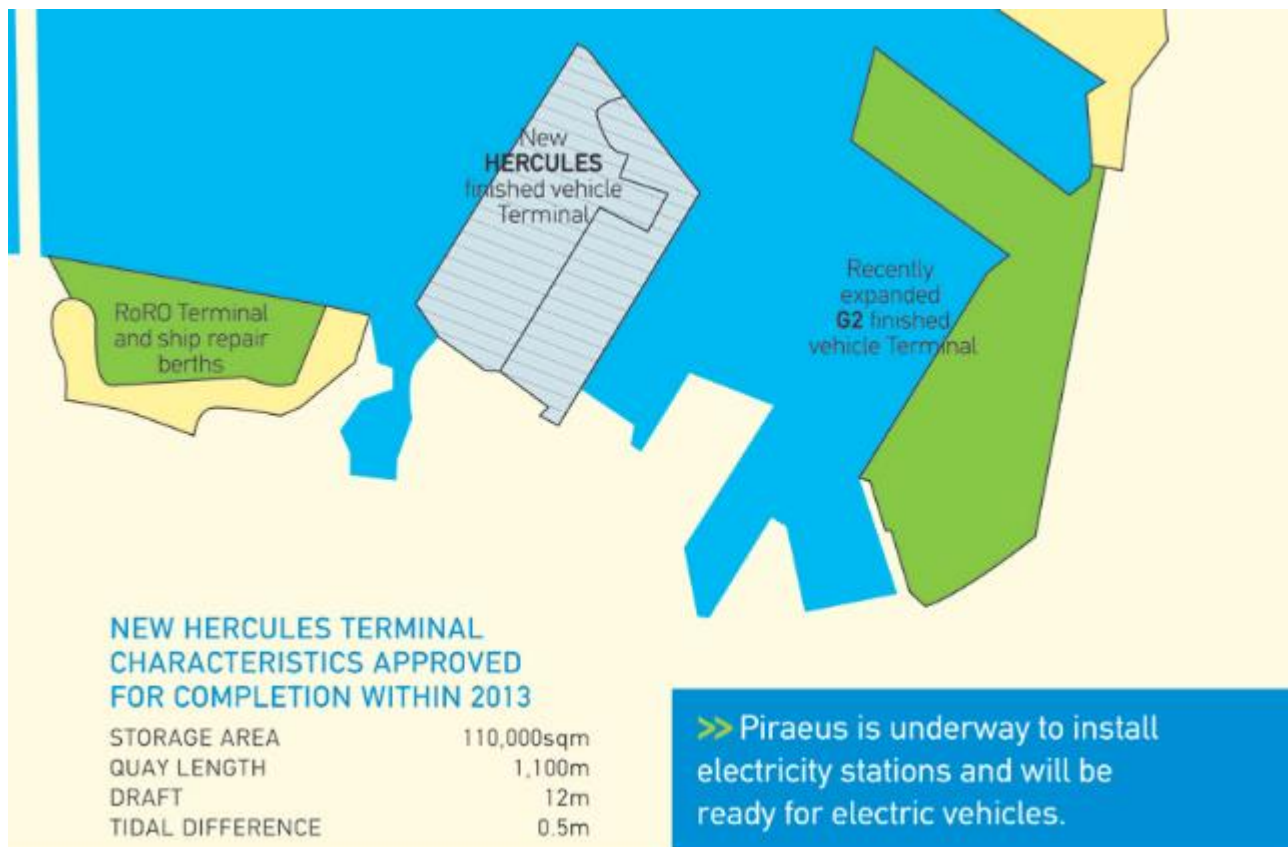 New
HERCULES
finished vehicle
Terminal
Recently
expanded
G2 finished
vehicle Terminal
RoRO Terminal
and ship repair
berths
NEW HERCULES TERMINAL
CHARACTERISTICS APPROVED
FOR COMPLETION WITHIN 2013
STORAGE AREA 110,000sqm
QUAY LENGTH 1,100m
DRAFT 12m
TIDAL DIFFERENCE 0.5m
>> Piraeus is underway to install
electricity stations and will be
ready for electric vehicles.